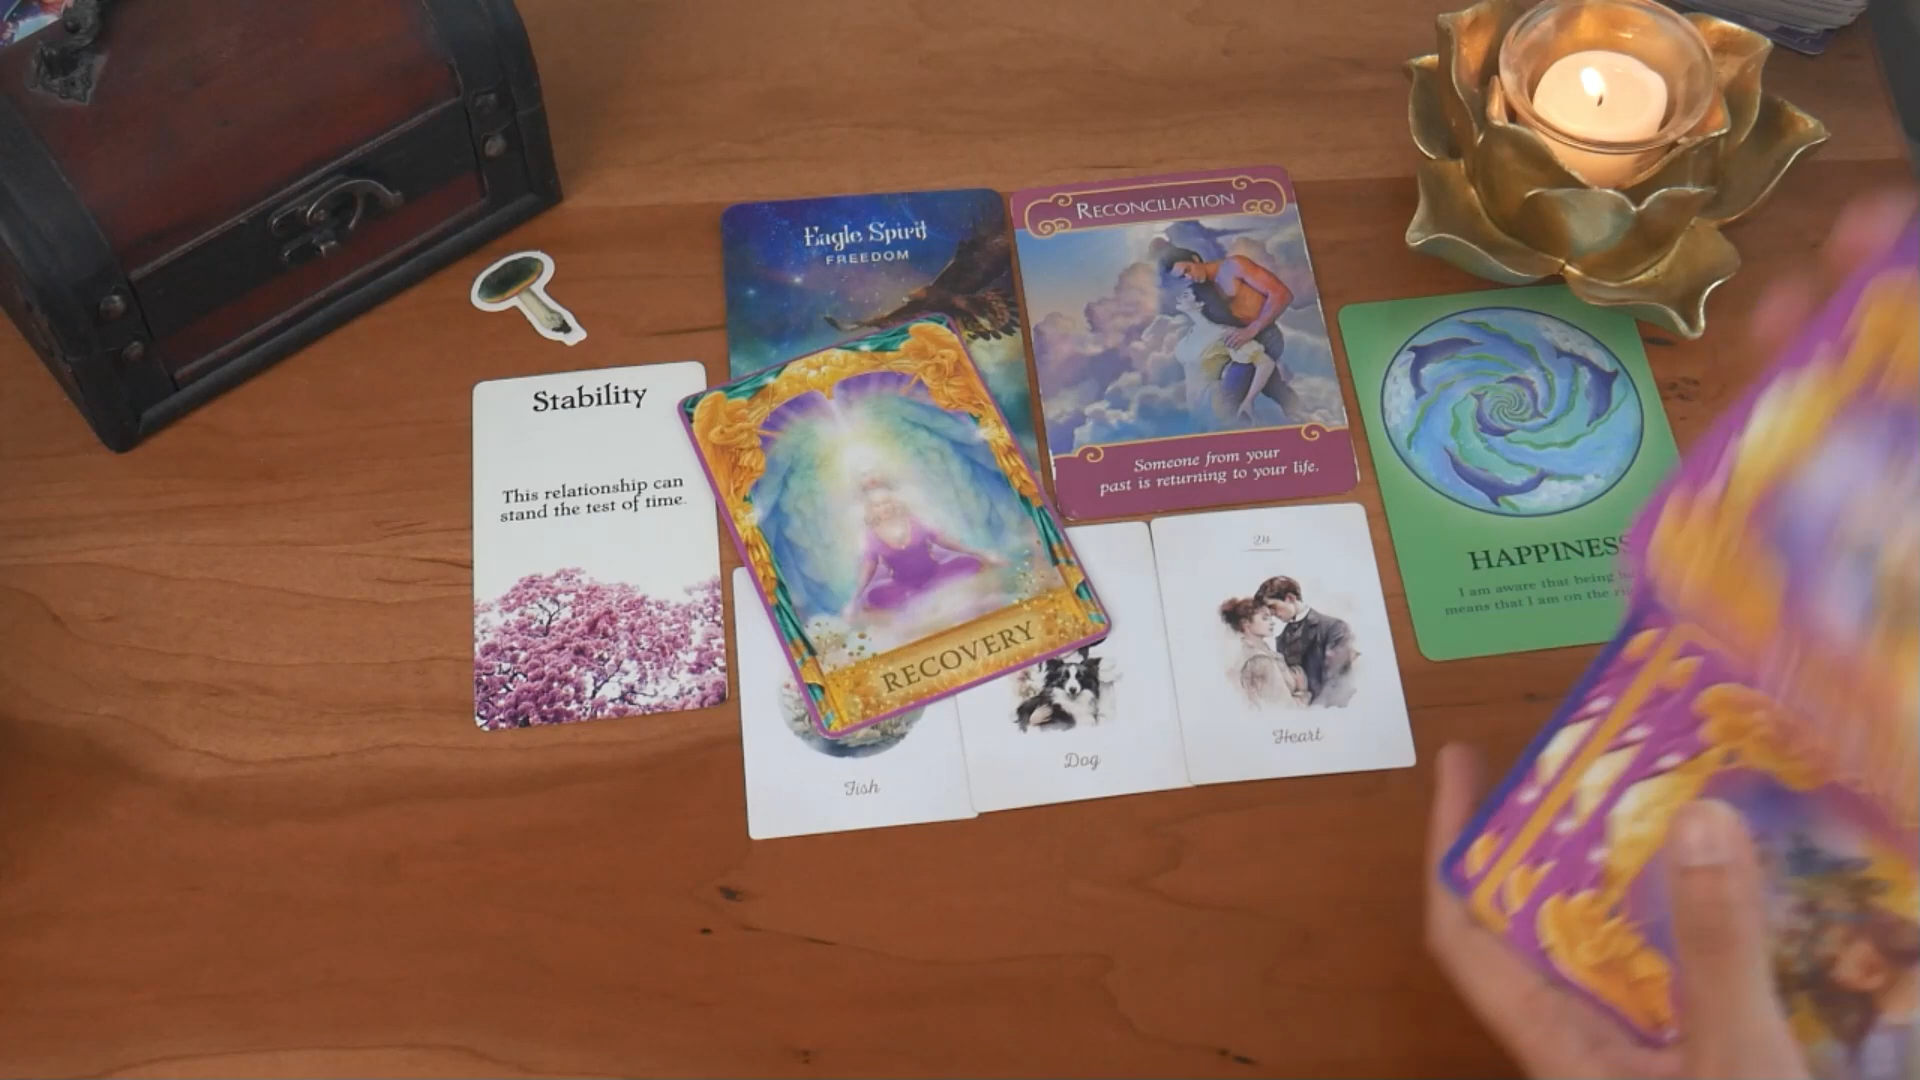 Stability
This relationship can
stand the test of time.
Eagle Spirit
FREEDOM
RECONCILIATION
Someone from your
past is returning to your life.
RECOVERY
HAPPINESS
I am aware that being
means that I am on the
Fish
Dog
24
Heart